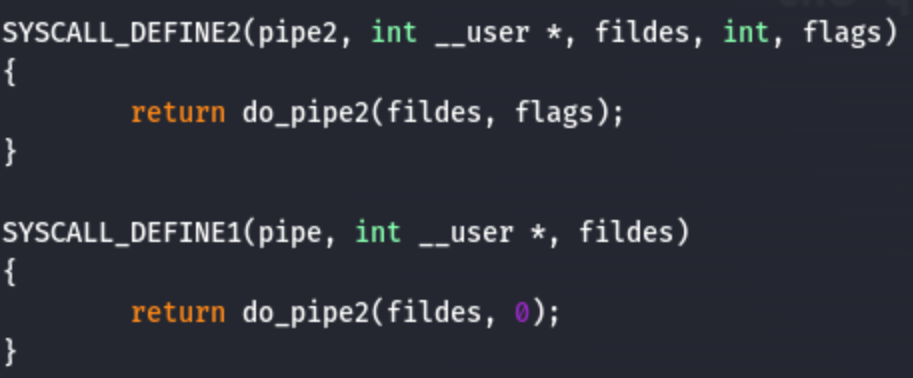 SYSCALL_DEFINE2(pipe2, int __user *, fildes, int, flags)
{
        return do_pipe2(fildes, flags);
}

SYSCALL_DEFINE1(pipe, int __user *, fildes)
{
        return do_pipe2(fildes, 0);
}